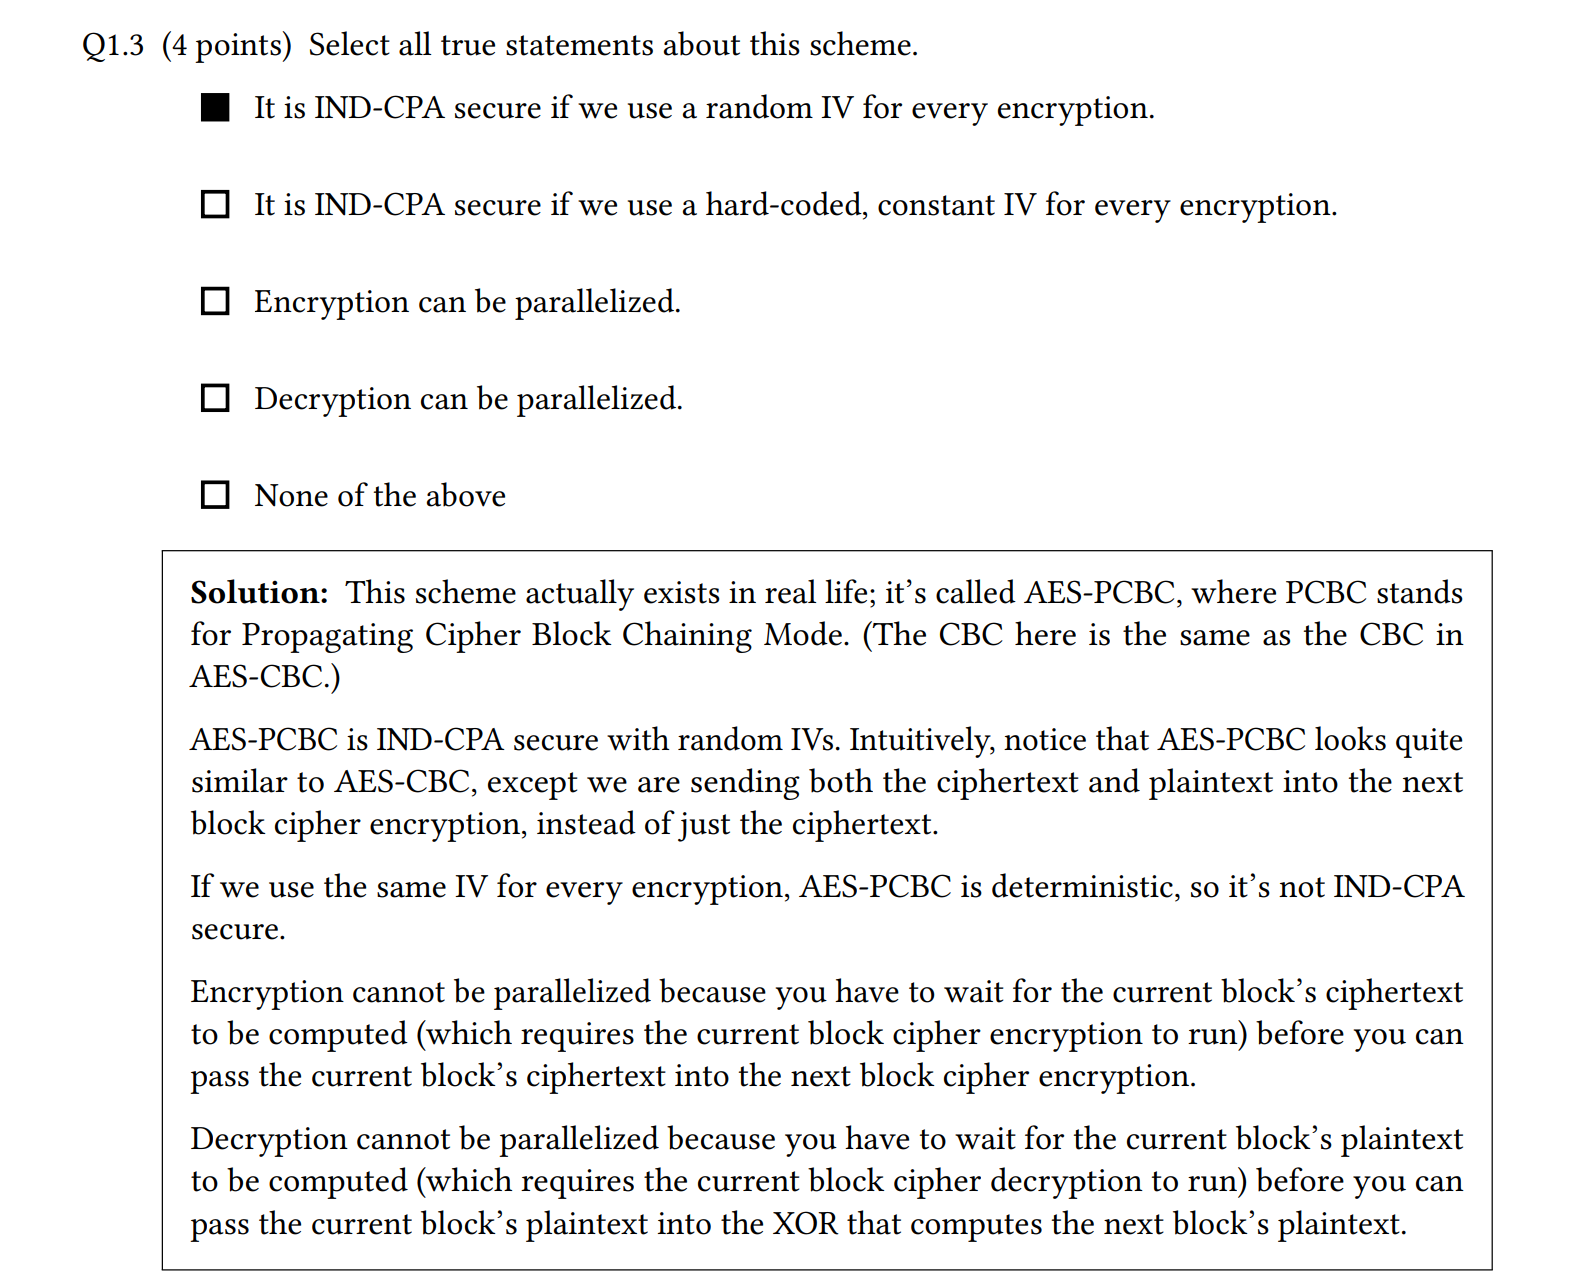 Q1.3 (4 points) Select all true statements about this scheme.
It is IND-CPA secure if we use a random IV for every encryption.
It is IND-CPA secure if we use a hard-coded, constant IV for every encryption.
Encryption can be parallelized.
Decryption can be parallelized.
None of the above
Solution: This scheme actually exists in real life; it’s called AES-PCBC, where PCBC stands
for Propagating Cipher Block Chaining Mode. (The CBC here is the same as the CBC in
AES-CBC.)
AES-PCBC is IND-CPA secure with random IVs. Intuitively, notice that AES-PCBC looks quite
similar to AES-CBC, except we are sending both the ciphertext and plaintext into the next
block cipher encryption, instead of just the ciphertext.
If we use the same IV for every encryption, AES-PCBC is deterministic, so it’s not IND-CPA
secure.
Encryption cannot be parallelized because you have to wait for the current block’s ciphertext
to be computed (which requires the current block cipher encryption to run) before you can
pass the current block’s ciphertext into the next block cipher encryption.
Decryption cannot be parallelized because you have to wait for the current block’s plaintext
to be computed (which requires the current block cipher decryption to run) before you can
pass the current block’s plaintext into the XOR that computes the next block’s plaintext.